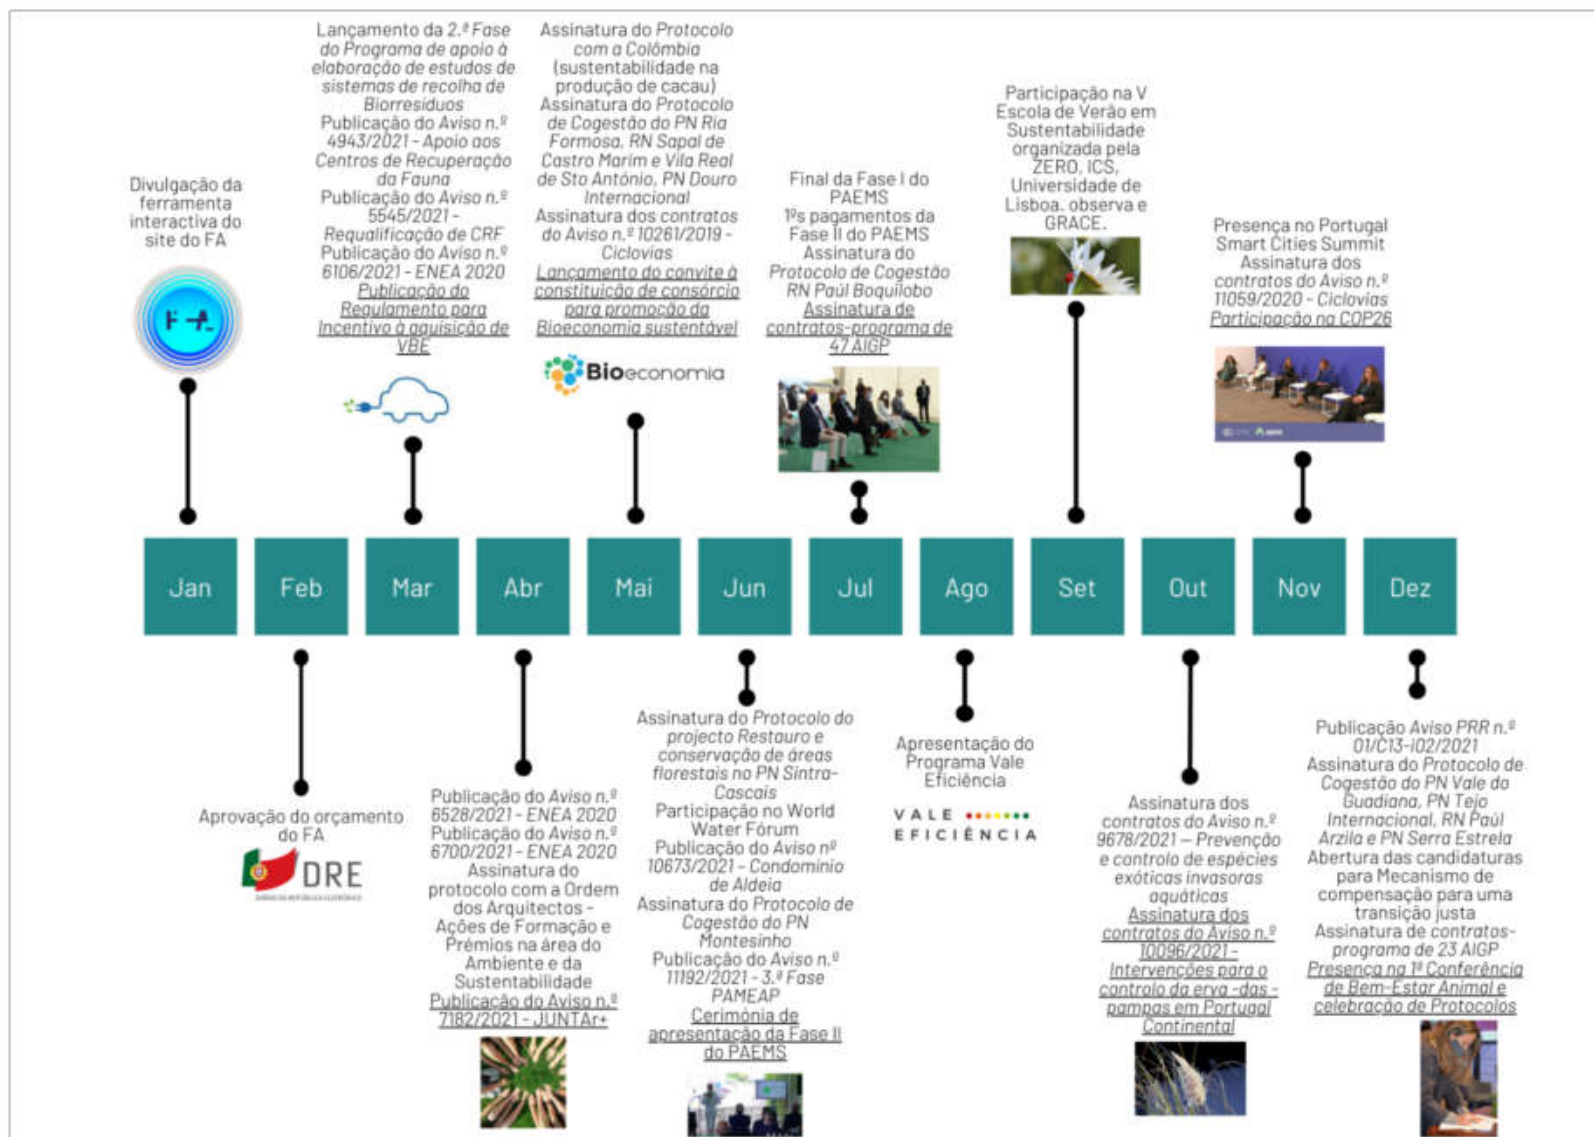 Divulgação da
ferramenta
interactiva do
site do FA
Lançamento da 2.ª Fase
do Programa de apoio à
elaboração de estudos de
sistemas de recolha de
Biorresíduos
Publicação do Aviso n.º
4943/2021 - Apoio aos
Centros de Recuperação
da Fauna
Publicação do Aviso n.º
5545/2021 -
Requalificação de CRF
Publicação do Aviso n.º
6106/2021 - ENEA 2020
Publicação do
Regulamento para
Incentivo à aquisição de
VBE
Assinatura do Protocolo
com a Colômbia
(sustentabilidade na
produção de cacau)
Assinatura do Protocolo
de Cogestão do PN Ria
Formosa, RN Sapal de
Castro Marim e Vila Real
de Sto António, PN Douro
Internacional
Assinatura dos contratos
do Aviso n.º 10261/2019 -
Ciclovias
Lançamento do convite à
constituição de consórcio
para promoção da
Bioeconomia sustentável
Bioeconomia
Final da Fase I do
PAEMS
1ºs pagamentos da
Fase II do PAEMS
Assinatura do
Protocolo de Cogestão
RN Paúl Boquilobo
Assinatura de
contratos-programa de
47 AIGP
Participação na V
Escola de Verão em
Sustentabilidade
organizada pela
ZERO, ICS,
Universidade de
Lisboa. observa e
GRACE.
Presença no Portugal
Smart Cities Summit
Assinatura dos
contratos do Aviso n.º
11059/2020 - Ciclovias
Participação na COP26
Jan
Feb
Mar
Abr
Mai
Jun
Jul
Ago
Set
Out
Nov
Dez
Aprovação do orçamento
do FA
DRE
DIÁRIO DA REPÚBLICA ELETRÓNICO
Publicação do Aviso n.º
6528/2021 - ENEA 2020
Publicação do Aviso n.º
6700/2021 - ENEA 2020
Assinatura do
protocolo com a Ordem
dos Arquitectos -
Ações de Formação e
Prémios na área do
Ambiente e da
Sustentabilidade
Publicação do Aviso n.º
7182/2021 - JUNTAr+
Assinatura do Protocolo do
projecto Restauro e
conservação de áreas
florestais no PN Sintra-
Cascais
Participação no World
Water Fórum
Publicação do Aviso nº
10673/2021 - Condomínio
de Aldeia
Assinatura do Protocolo de
Cogestão do PN
Montesinho
Publicação do Aviso n.º
11192/2021 - 3.ª Fase
PAMEAP
Cerimónia de
apresentação da Fase II
do PAEMS
Apresentação do
Programa Vale
Eficiência
VALE
EFICIÊNCIA
Assinatura dos
contratos do Aviso n.º
9678/2021 – Prevenção
e controlo de espécies
exóticas invasoras
aquáticas
Assinatura dos
contratos do Aviso n.º
10096/2021 -
Intervenções para o
controlo da erva -das -
pampas em Portugal
Continental
Publicação Aviso PRR n.º
01/C13-i02/2021
Assinatura do Protocolo de
Cogestão do PN Vale do
Guadiana, PN Tejo
Internacional, RN Paúl
Arzila e PN Serra Estrela
Abertura das candidaturas
para Mecanismo de
compensação para uma
transição justa
Assinatura de contratos-
programa de 23 AIGP
Presença na 1ª Conferência
de Bem-Estar Animal e
celebração de Protocolos